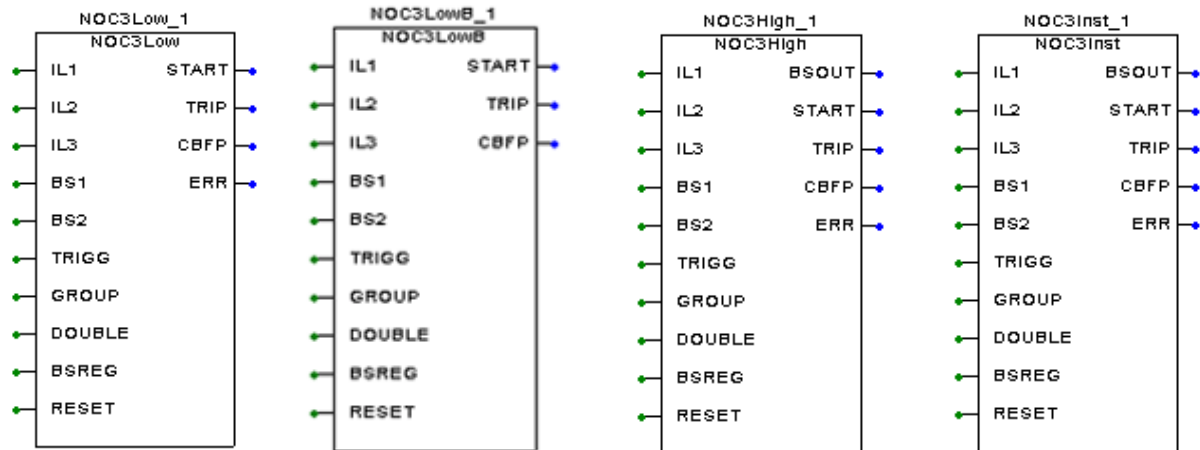 NOC3Low_1
NOC3Low
IL1 START
IL2 TRIP
IL3 CBFP
BS1 ERR
BS2
TRIGG
GROUP
DOUBLE
BSREG
RESET
NOC3LowB_1
NOC3LowB
IL1 START
IL2 TRIP
IL3 CBFP
BS1
BS2
TRIGG
GROUP
DOUBLE
BSREG
RESET
NOC3High_1
NOC3High
IL1 BSOUT
IL2 START
IL3 TRIP
BS1 CBFP
BS2 ERR
TRIGG
GROUP
DOUBLE
BSREG
RESET
NOC3Inst_1
NOC3Inst
IL1 BSOUT
IL2 START
IL3 TRIP
BS1 CBFP
BS2 ERR
TRIGG
GROUP
DOUBLE
BSREG
RESET